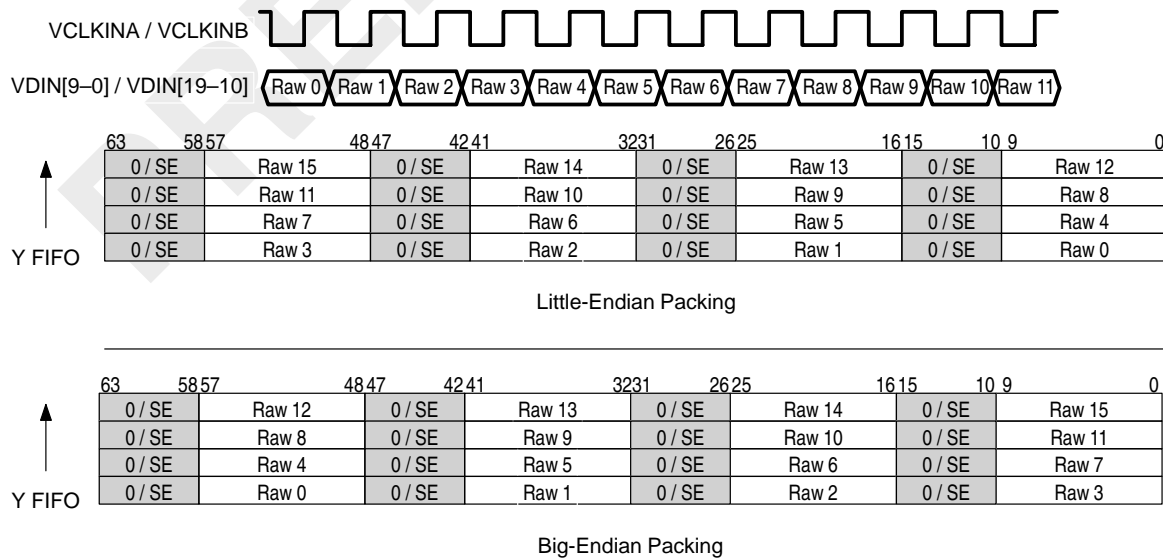 VCLKINA / VCLKINB
VDIN[9–0] / VDIN[19–10] Raw 0 Raw 1 Raw 2 Raw 3 Raw 4 Raw 5 Raw 6 Raw 7 Raw 8 Raw 9 Raw 10 Raw 11
63 58 57 48 47 42 41 32 31 26 25 16 15 10 9 0
0 / SE Raw 15 0 / SE Raw 14 0 / SE Raw 13 0 / SE Raw 12
0 / SE Raw 11 0 / SE Raw 10 0 / SE Raw 9 0 / SE Raw 8
0 / SE Raw 7 0 / SE Raw 6 0 / SE Raw 5 0 / SE Raw 4
Y FIFO 0 / SE Raw 3 0 / SE Raw 2 0 / SE Raw 1 0 / SE Raw 0
Little-Endian Packing
63 58 57 48 47 42 41 32 31 26 25 16 15 10 9 0
0 / SE Raw 12 0 / SE Raw 13 0 / SE Raw 14 0 / SE Raw 15
0 / SE Raw 8 0 / SE Raw 9 0 / SE Raw 10 0 / SE Raw 11
0 / SE Raw 4 0 / SE Raw 5 0 / SE Raw 6 0 / SE Raw 7
Y FIFO 0 / SE Raw 0 0 / SE Raw 1 0 / SE Raw 2 0 / SE Raw 3
Big-Endian Packing